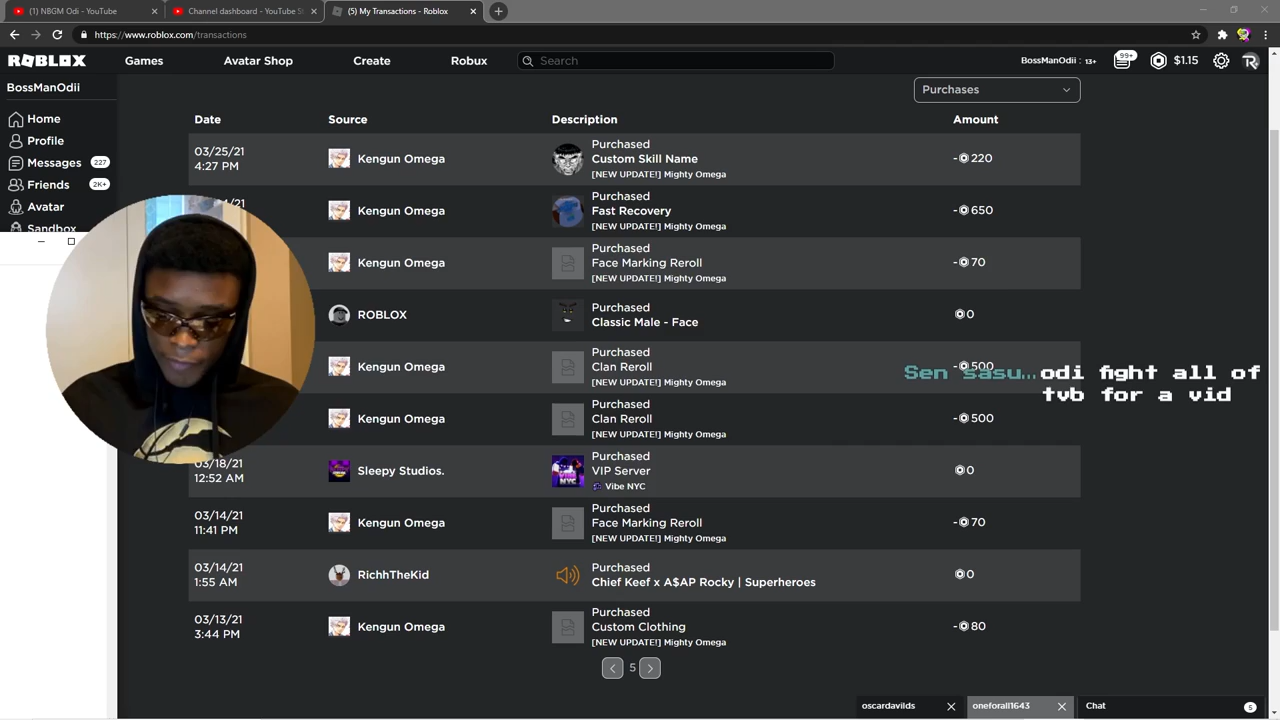 (1) NBGM Odi - YouTube
Channel dashboard - YouTube St
(5) My Transactions - Roblox
https://www.roblox.com/transactions
ROBLOX Games Avatar Shop Create Robux Search BossManOdii : 13+ 99+ $1.15
BossManOdii
Home
Profile
Messages 227
Friends 2K+
Avatar
Sandbox
Purchases
Date Source Description Amount
03/25/21
4:27 PM
Kengun Omega
Purchased
Custom Skill Name
[NEW UPDATE!] Mighty Omega
-220
Kengun Omega
Purchased
Fast Recovery
[NEW UPDATE!] Mighty Omega
-650
Kengun Omega
Purchased
Face Marking Reroll
[NEW UPDATE!] Mighty Omega
-70
ROBLOX
Purchased
Classic Male - Face
0
Kengun Omega
Purchased
Clan Reroll
[NEW UPDATE!] Mighty Omega
-500
Sen sasu... odi fight all of
tvb for a vid
Kengun Omega
Purchased
Clan Reroll
[NEW UPDATE!] Mighty Omega
-500
03/18/21
12:52 AM
Sleepy Studios.
Purchased
VIP Server
Vibe NYC
0
03/14/21
11:41 PM
Kengun Omega
Purchased
Face Marking Reroll
[NEW UPDATE!] Mighty Omega
-70
03/14/21
1:55 AM
RichhTheKid
Purchased
Chief Keef x A$AP Rocky | Superheroes
0
03/13/21
3:44 PM
Kengun Omega
Purchased
Custom Clothing
[NEW UPDATE!] Mighty Omega
-80
5
oscardavilds
oneforall1643
Chat 5